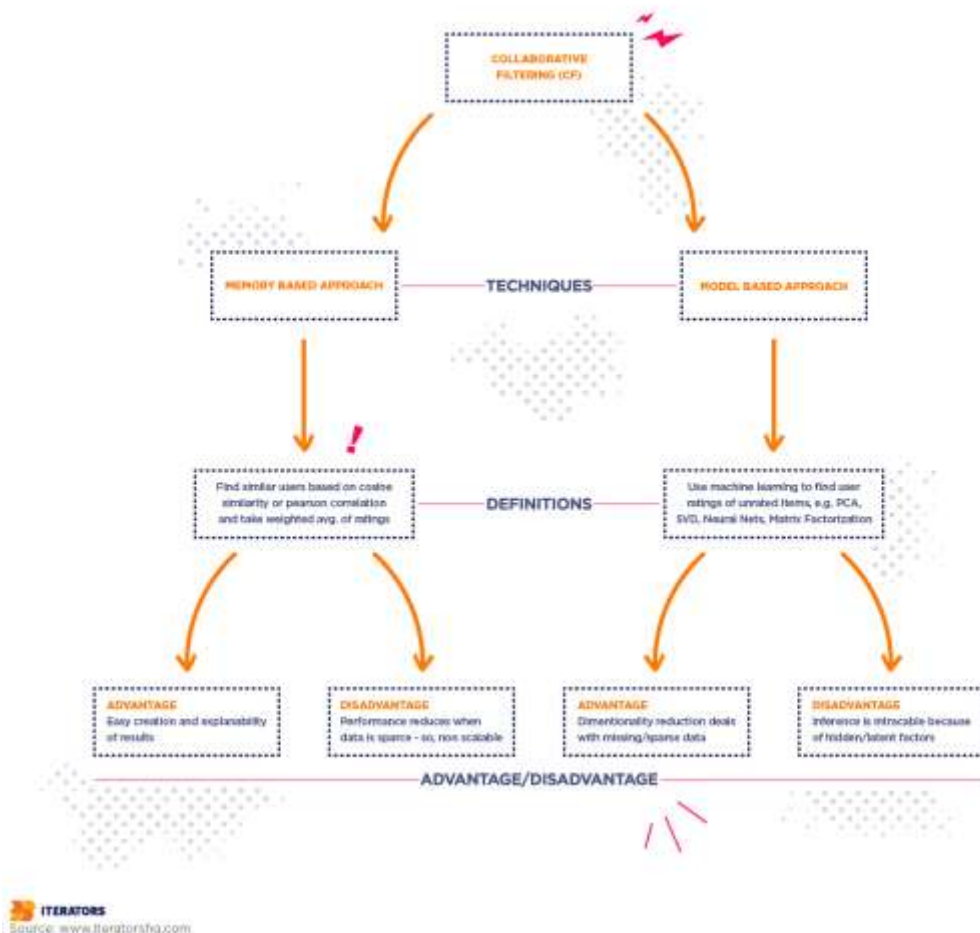 COLLABORATIVE
FILTERING (CF)
MEMORY BASED APPROACH
TECHNIQUES
MODEL BASED APPROACH
Find similar users based on cosine
similarity or pearson correlation
and take weighted avg. of ratings
DEFINITIONS
Use machine learning to find user
ratings of unrated items, e.g. PCA,
SVD, Neural Nets, Matrix Factorization
ADVANTAGE
Easy creation and explanability
of results
DISADVANTAGE
Performance reduces when
data is sparse - so, non scalable
ADVANTAGE
Dimentionality reduction deals
with missing/sparse data
DISADVANTAGE
Inference is intracable because
of hidden/latent factors
ADVANTAGE/DISADVANTAGE
ITERATORS
Source: www.iteratorshq.com